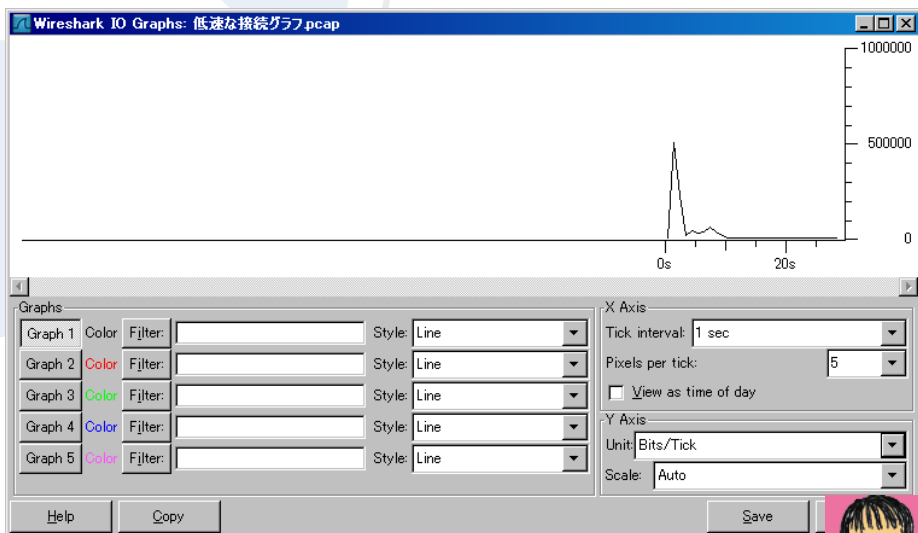 Wireshark IO Graphs: 低速な接続グラフ.pcap
1000000
500000
0
0s 20s
Graphs
Graph 1 Color Filter: Style: Line
Graph 2 Color Filter: Style: Line
Graph 3 Color Filter: Style: Line
Graph 4 Color Filter: Style: Line
Graph 5 Color Filter: Style: Line
X Axis
Tick interval: 1 sec
Pixels per tick: 5
View as time of day
Y Axis
Unit: Bits/Tick
Scale: Auto
Help Copy Save